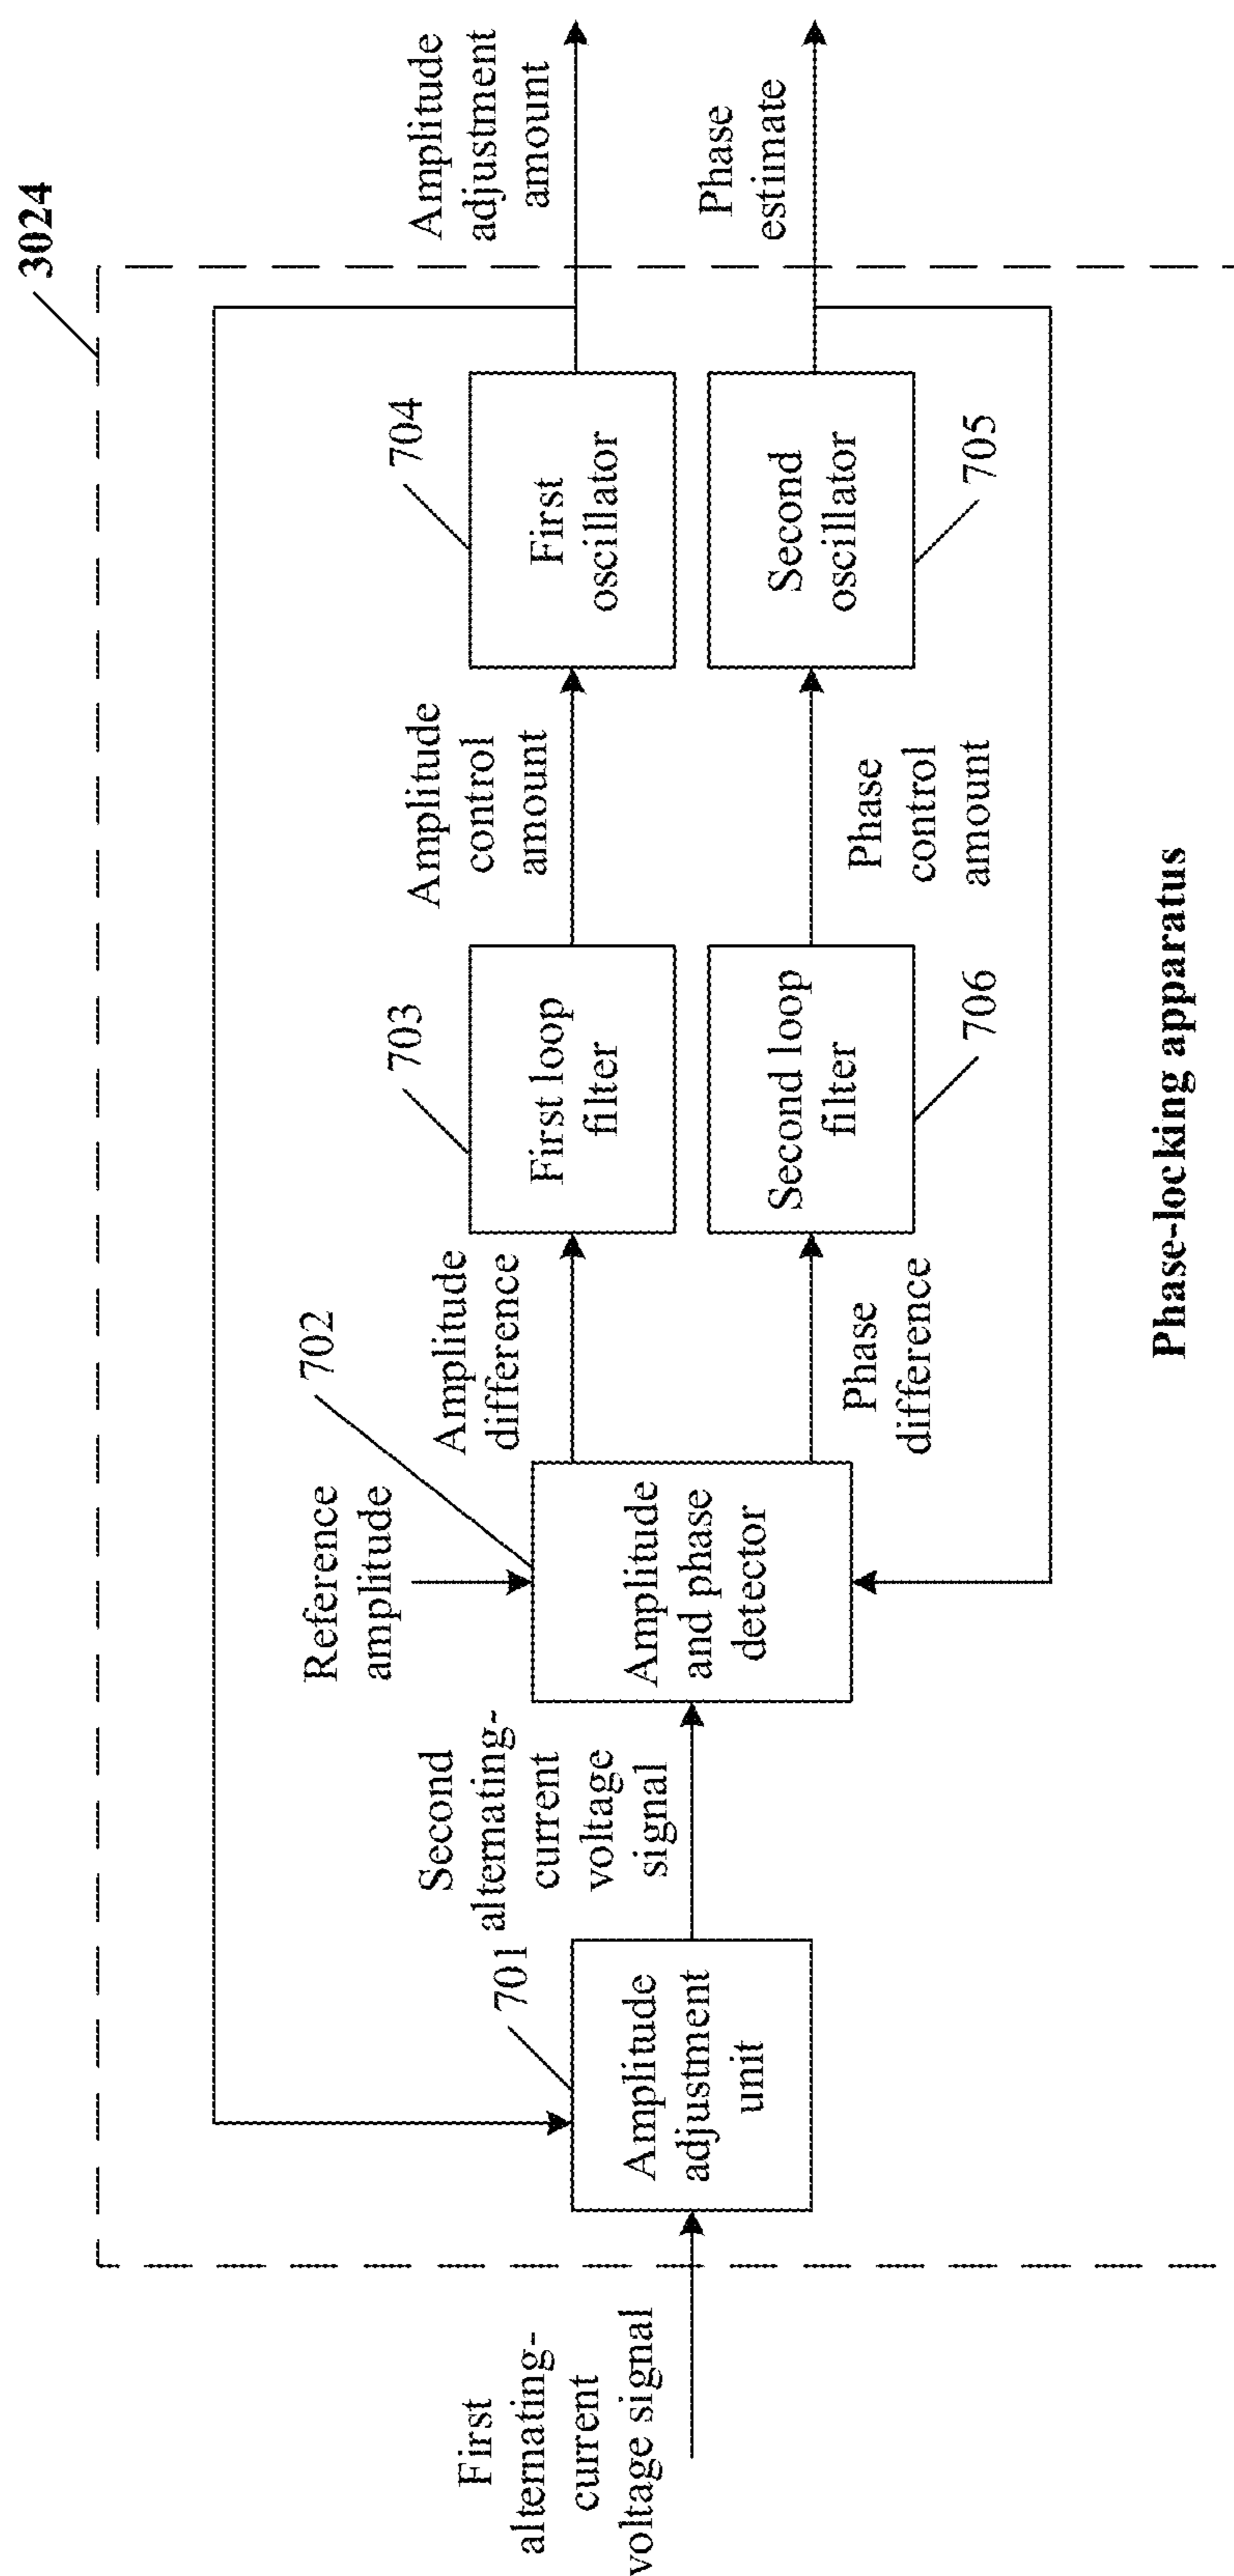 3024
First
alternating-
current
voltage signal
701
Amplitude
adjustment
unit
Second
alternating-
current
voltage
signal
Reference
amplitude
702
Amplitude
and phase
detector
Amplitude
difference
Phase
difference
703
First loop
filter
Second loop
filter
706
Amplitude
control
amount
Phase
control
amount
704
First
oscillator
Second
oscillator
705
Amplitude
adjustment
amount
Phase
estimate
Phase-locking apparatus